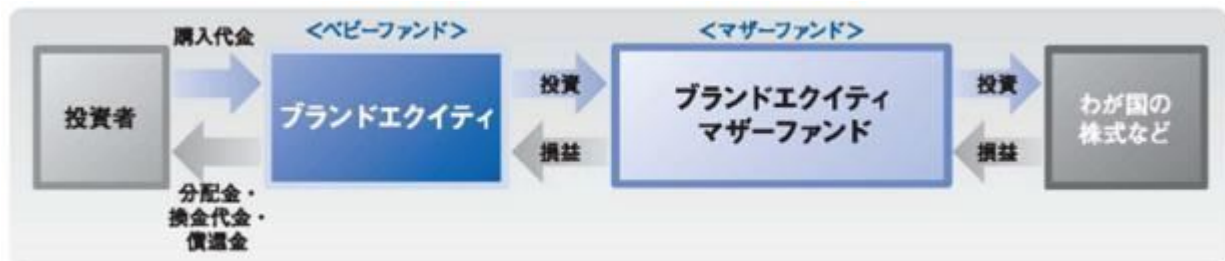 購入代金
<ベビーファンド>
<マザーファンド>
投資者
ブランドエクイティ
投資
損益
ブランドエクイティ
マザーファンド
投資
損益
わが国の
株式など
分配金・
換金代金・
償還金